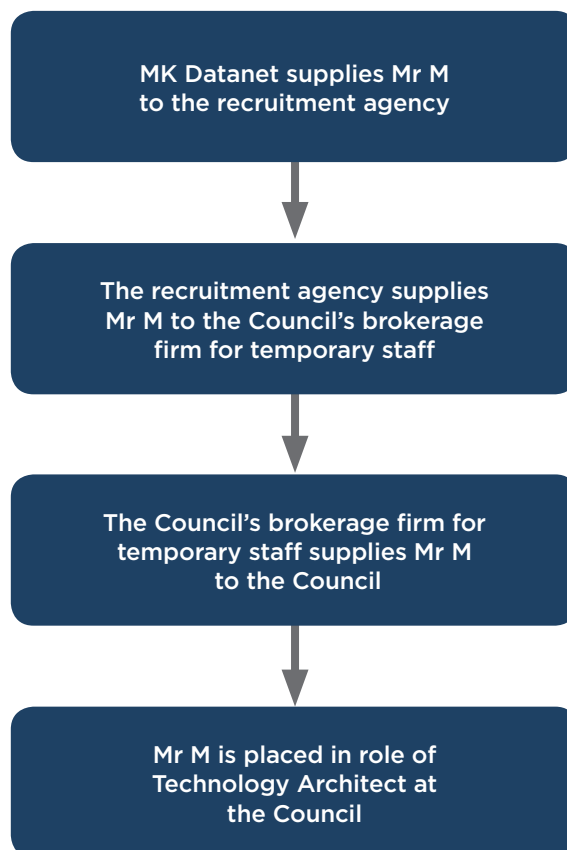 MK Datanet supplies Mr M
to the recruitment agency
The recruitment agency supplies
Mr M to the Council’s brokerage
firm for temporary staff
The Council’s brokerage firm for
temporary staff supplies Mr M
to the Council
Mr M is placed in role of
Technology Architect at
the Council